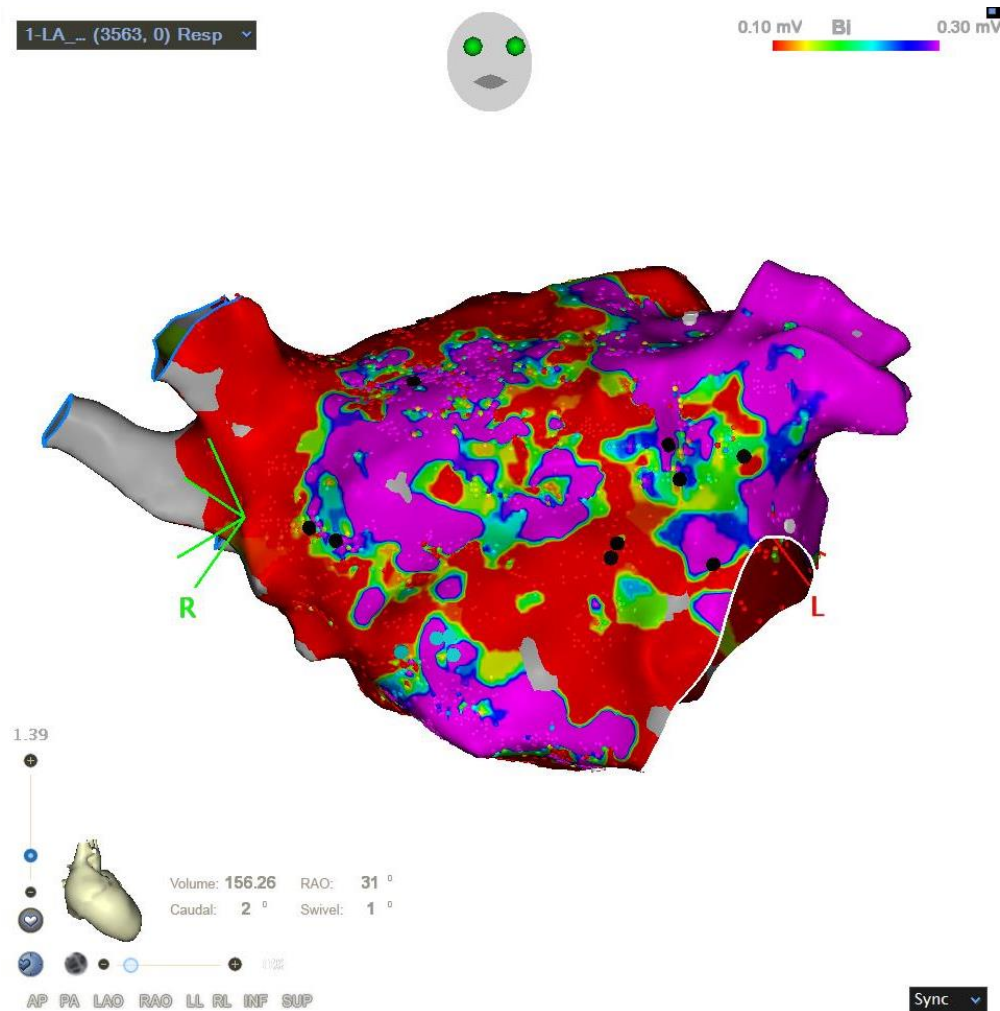 1-LA_... (3563, 0) Resp
0.10 mV Bi 0.30 mV
R
L
1.39
Volume: 156.26 RAO: 31 °
Caudal: 2 ° Swivel: 1 °
AP PA LAO RAO LL RL INF SUP
Sync